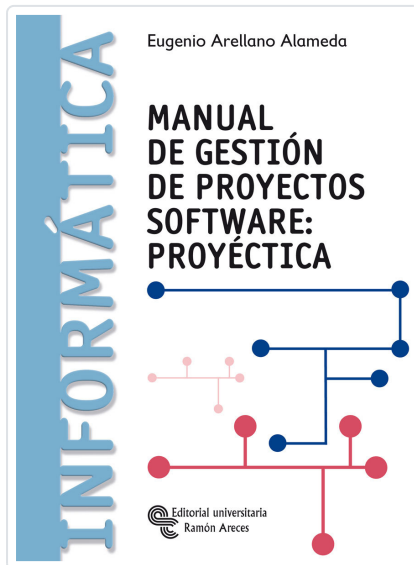 Eugenio Arellano Alameda
MANUAL
DE GESTIÓN
DE PROYECTOS
SOFTWARE:
PROYÉCTICA
INFORMÁTICA
Editorial universitaria
Ramón Areces